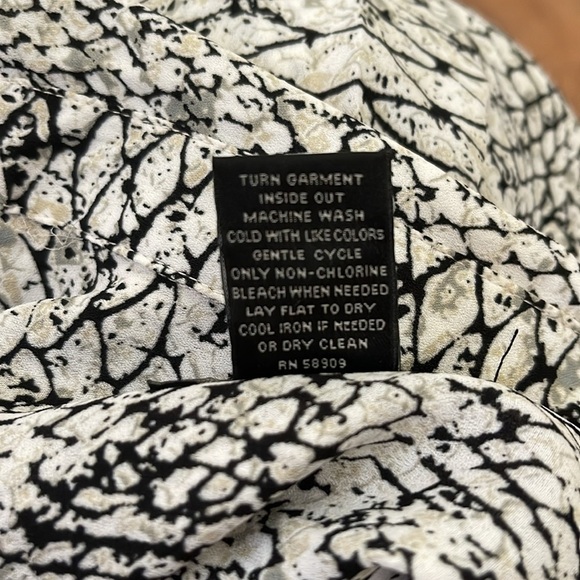 TURN GARMENT
INSIDE OUT
MACHINE WASH
COLD WITH LIKE COLORS
GENTLE CYCLE
ONLY NON-CHLORINE
BLEACH WHEN NEEDED
LAY FLAT TO DRY
COOL IRON IF NEEDED
OR DRY CLEAN
RN 58909